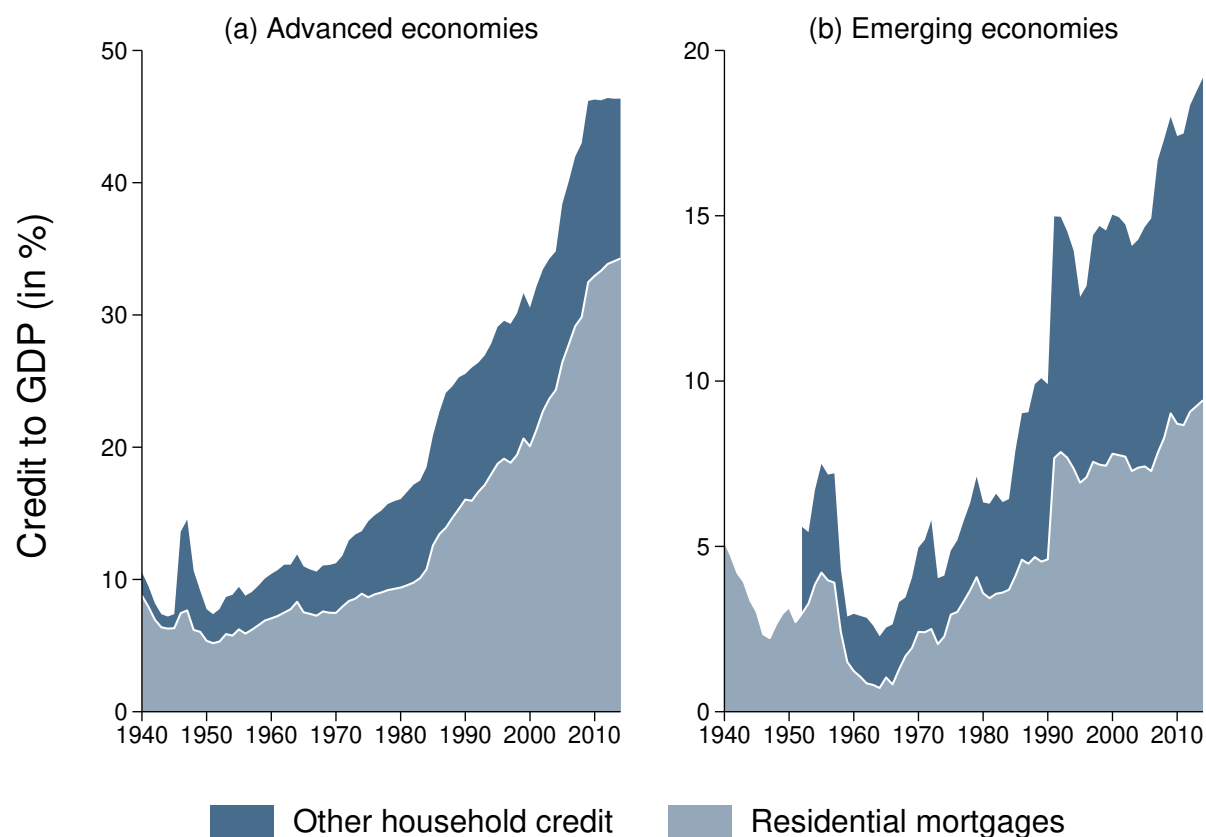 (a) Advanced economies
(b) Emerging economies
Credit to GDP (in %)
50
40
30
20
10
0
1940 1950 1960 1970 1980 1990 2000 2010
20
15
10
5
0
1940 1950 1960 1970 1980 1990 2000 2010
Other household credit
Residential mortgages